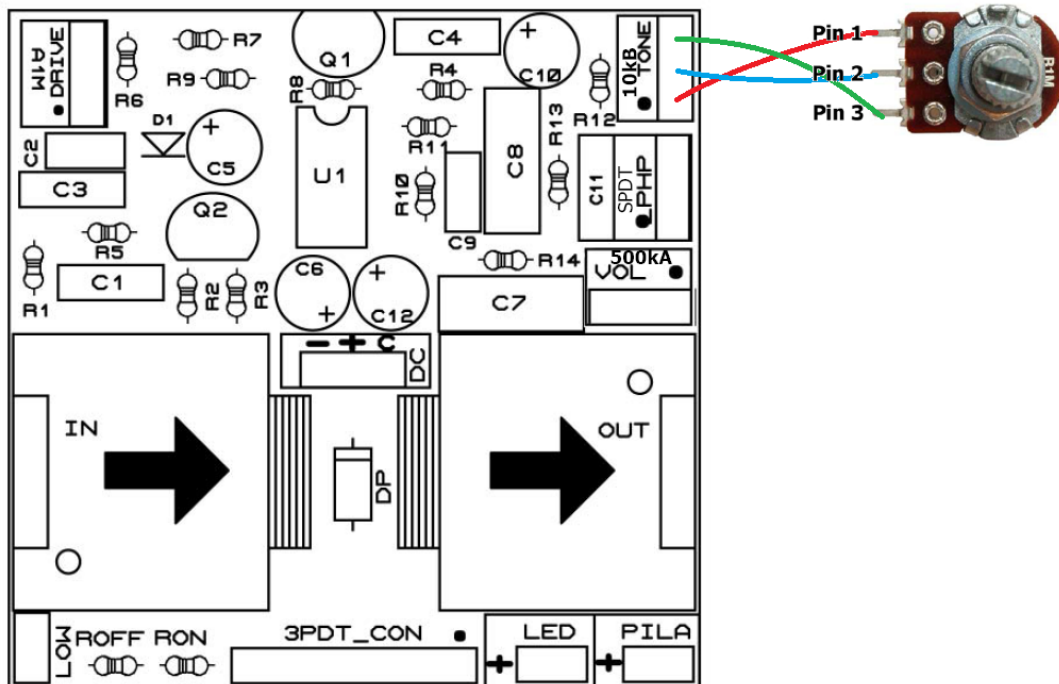 A1M
DRIVE
R6
R7
R9
Q1
R8
C4
R4
C10
R12
10kB
TONE
Pin 1
Pin 2
Pin 3
B1M
C2
D1
C5
U1
R11
R10
C8
R13
C11
SPDT
C3
Q2
C9
R5
R14
500kA
VOL
R1
C1
R2
R3
C6
C12
C7
- + C
DC
IN
DP
OUT
LOW
ROFF
RON
3PDT_CON
LED
PILA
+
+